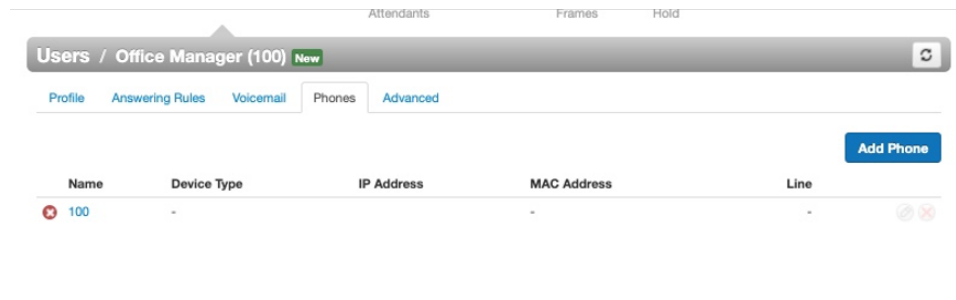 Attendants Frames Hold
Users / Office Manager (100) New
Profile Answering Rules Voicemail Phones Advanced
Add Phone
Name Device Type IP Address MAC Address Line
100 - - -